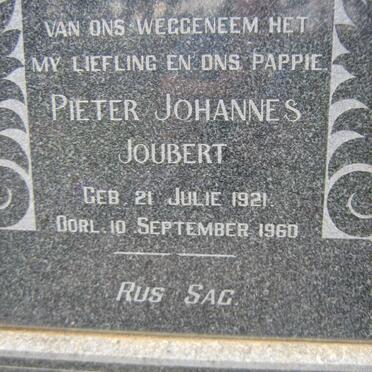 VAN ONS WEGGENEEM HET
MY LIEFLING EN ONS PAPPIE
PIETER JOHANNES
JOUBERT
GEB. 21 JULIE 1921.
OORL. 10 SEPTEMBER 1960
RUS SAG